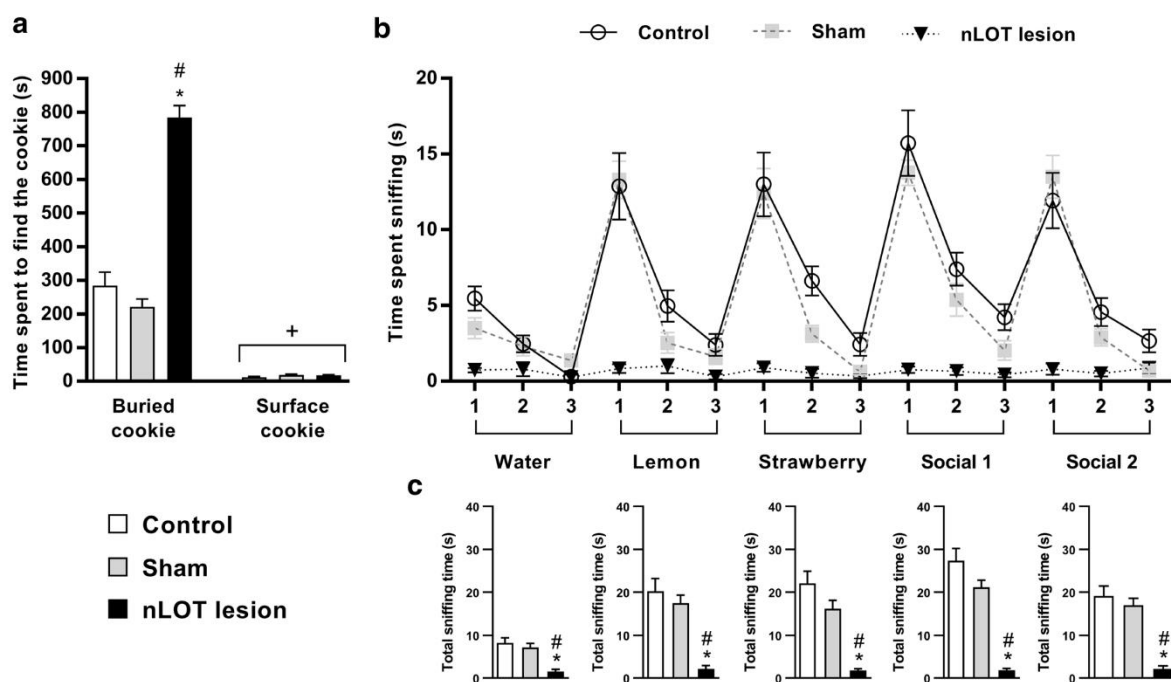 a
Time spent to find the cookie (s)
900
800
700
600
500
400
300
200
100
0
#
*
+
Buried
cookie
Surface
cookie
Control
Sham
nLOT lesion
b
Control Sham nLOT lesion
Time spent sniffing (s)
20
15
10
5
0
1 2 3 1 2 3 1 2 3 1 2 3 1 2 3
Water Lemon Strawberry Social 1 Social 2
c
Total sniffing time (s)
40
30
20
10
0
#
*
Total sniffing time (s)
40
30
20
10
0
#
*
Total sniffing time (s)
40
30
20
10
0
#
*
Total sniffing time (s)
40
30
20
10
0
#
*
Total sniffing time (s)
40
30
20
10
0
#
*